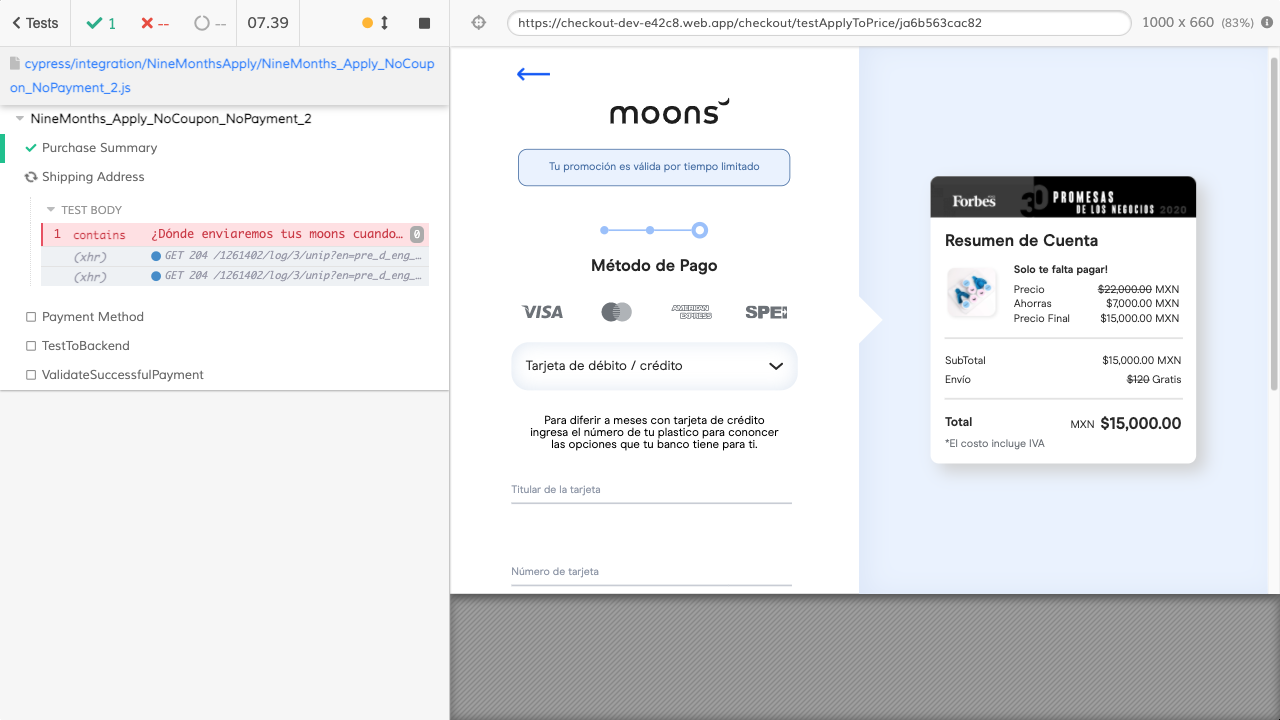 Tests
1
--
--
07.39
https://checkout-dev-e42c8.web.app/checkout/testApplyToPrice/ja6b563cac82
1000 x 660 (83%)
cypress/integration/NineMonthsApply/NineMonths_Apply_NoCoup
on_NoPayment_2.js
NineMonths_Apply_NoCoupon_NoPayment_2
Purchase Summary
Shipping Address
TEST BODY
1 contains ¿Dónde enviaremos tus moons cuando… 0
(xhr) GET 204 /1261402/log/3/unip?en=pre_d_eng_…
(xhr) GET 204 /1261402/log/3/unip?en=pre_d_eng_…
Payment Method
TestToBackend
ValidateSuccessfulPayment
moons
Tu promoción es válida por tiempo limitado
Método de Pago
VISA
AMERICAN EXPRESS
SPEI
Tarjeta de débito / crédito
Para diferir a meses con tarjeta de crédito
ingresa el número de tu plastico para cononcer
las opciones que tu banco tiene para ti.
Titular de la tarjeta
Número de tarjeta
Forbes 30 PROMESAS
DE LOS NEGOCIOS 2020
Resumen de Cuenta
Solo te falta pagar!
Precio $22,000.00 MXN
Ahorras $7,000.00 MXN
Precio Final $15,000.00 MXN
SubTotal $15,000.00 MXN
Envío $120 Gratis
Total MXN $15,000.00
*El costo incluye IVA